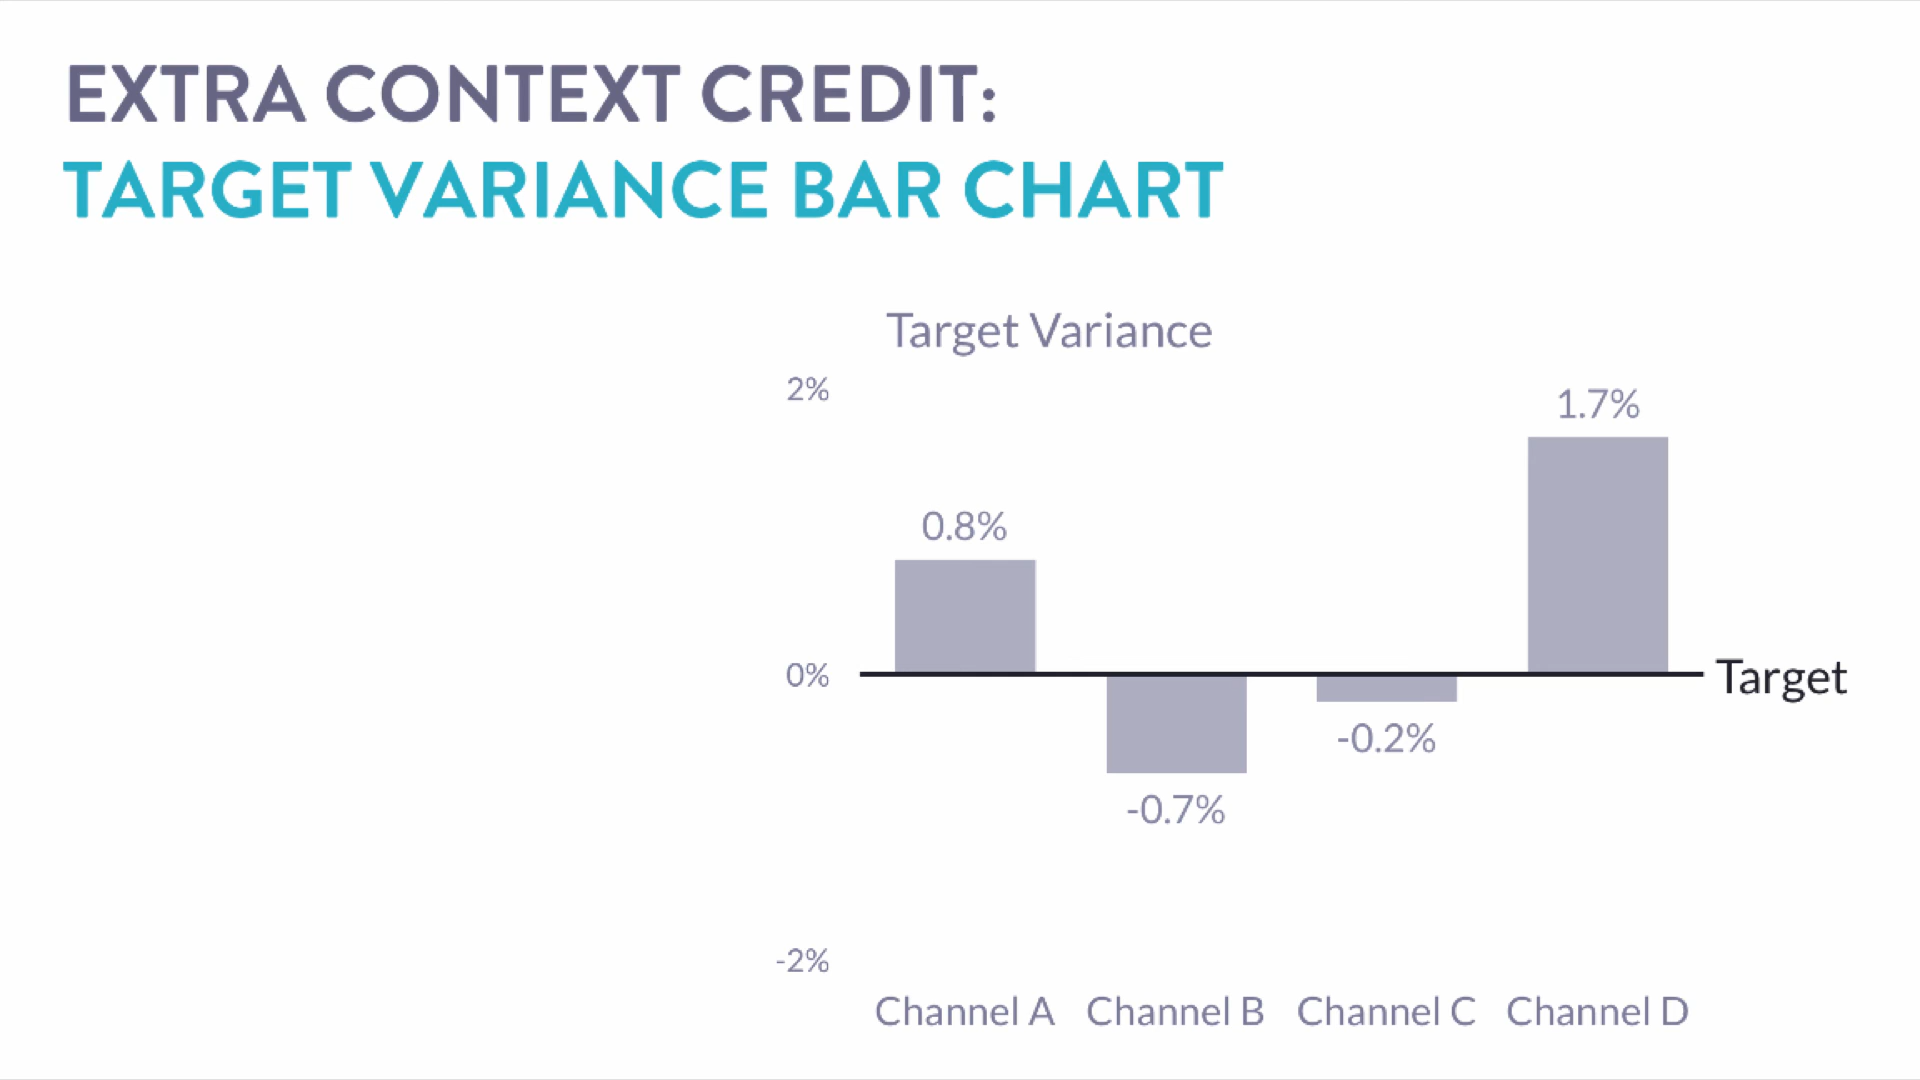 EXTRA CONTEXT CREDIT:
TARGET VARIANCE BAR CHART
Target Variance
2%
1.7%
0.8%
0%
Target
-0.2%
-0.7%
-2%
Channel A Channel B Channel C Channel D